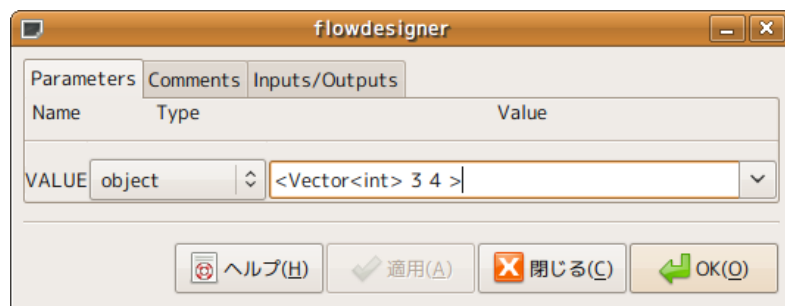 flowdesigner
Parameters Comments Inputs/Outputs
Name Type Value
VALUE object <Vector<int> 3 4 >
ヘルプ(H) 適用(A) 閉じる(C) OK(O)